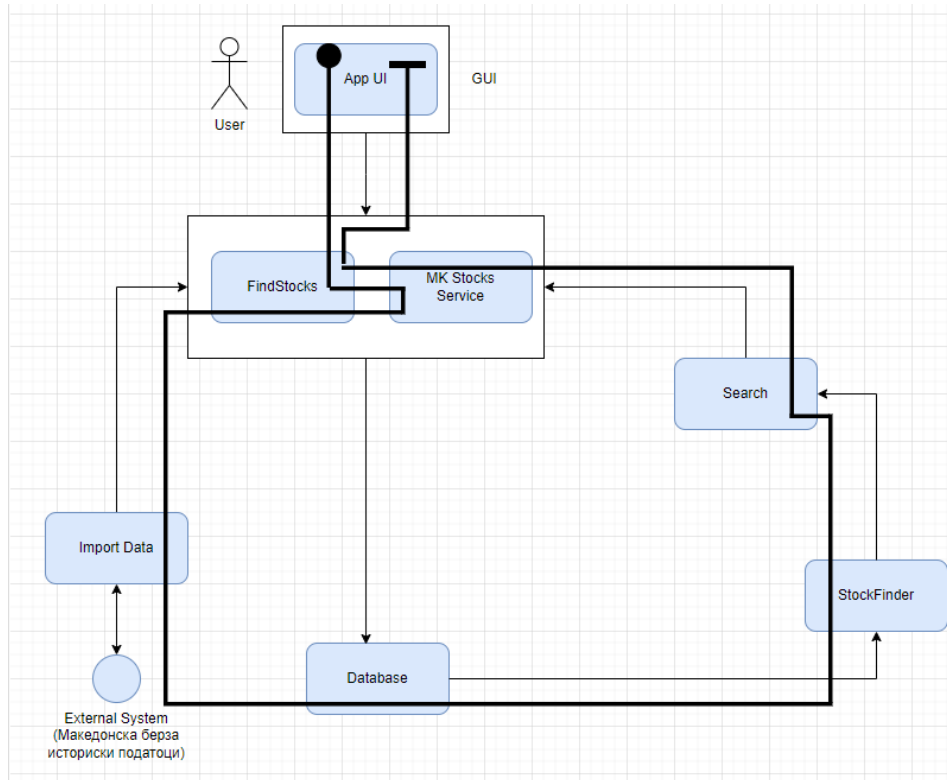 App UI
GUI
User
FindStocks
MK Stocks
Service
Search
Import Data
StockFinder
Database
External System
(Македонска берза
историски податоци)